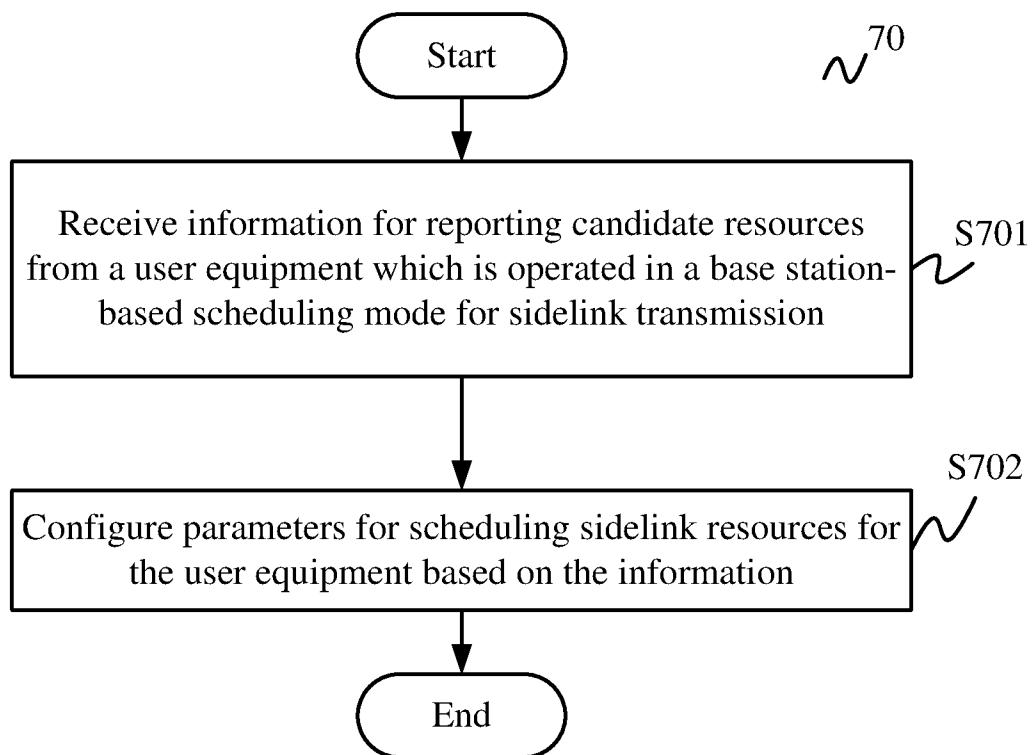 Start
70
Receive information for reporting candidate resources
from a user equipment which is operated in a base station-
based scheduling mode for sidelink transmission
S701
S702
Configure parameters for scheduling sidelink resources for
the user equipment based on the information
End